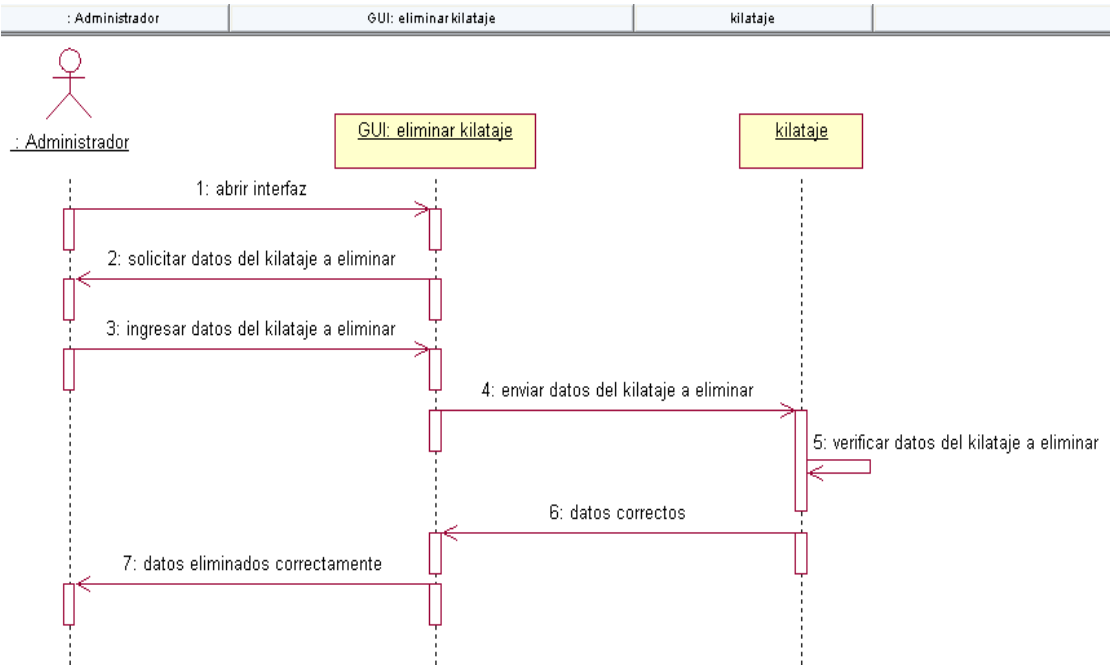 : Administrador
GUI: eliminar kilataje
kilataje
: Administrador
GUI: eliminar kilataje
kilataje
1: abrir interfaz
2: solicitar datos del kilataje a eliminar
3: ingresar datos del kilataje a eliminar
4: enviar datos del kilataje a eliminar
5: verificar datos del kilataje a eliminar
6: datos correctos
7: datos eliminados correctamente